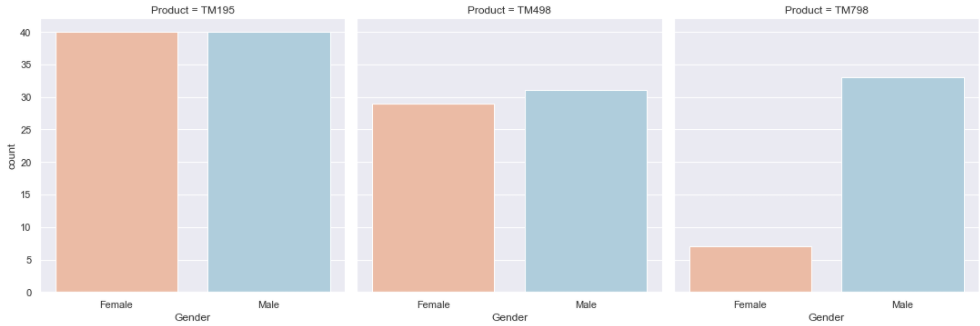 Product = TM195
Product = TM498
Product = TM798
count
40
35
30
25
20
15
10
5
0
Female
Male
Female
Male
Female
Male
Gender
Gender
Gender